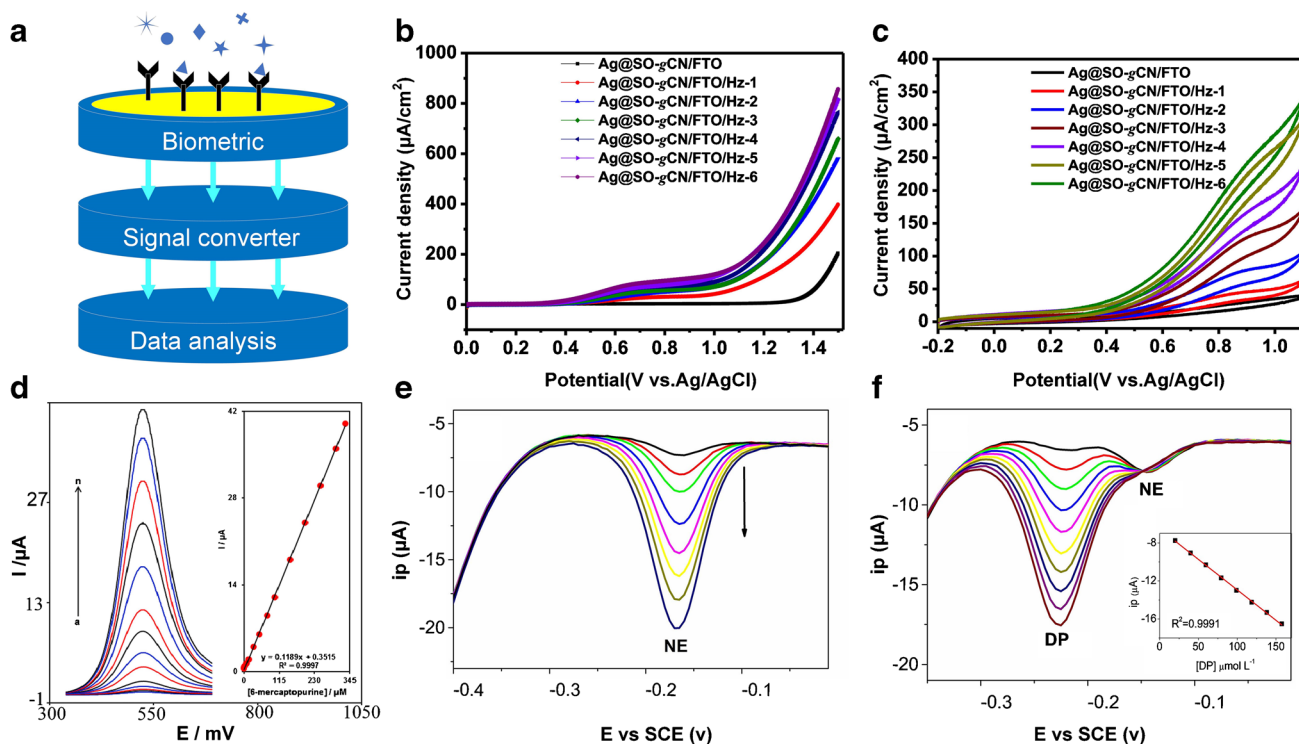 a
Biometric
Signal converter
Data analysis
b
1000
800
600
400
200
0
Current density (μA/cm²)
Ag@SO-gCN/FTO
Ag@SO-gCN/FTO/Hz-1
Ag@SO-gCN/FTO/Hz-2
Ag@SO-gCN/FTO/Hz-3
Ag@SO-gCN/FTO/Hz-4
Ag@SO-gCN/FTO/Hz-5
Ag@SO-gCN/FTO/Hz-6
0.0 0.2 0.4 0.6 0.8 1.0 1.2 1.4
Potential(V vs.Ag/AgCl)
c
400
350
300
250
200
150
100
50
0
Current density (μA/cm²)
Ag@SO-gCN/FTO
Ag@SO-gCN/FTO/Hz-1
Ag@SO-gCN/FTO/Hz-2
Ag@SO-gCN/FTO/Hz-3
Ag@SO-gCN/FTO/Hz-4
Ag@SO-gCN/FTO/Hz-5
Ag@SO-gCN/FTO/Hz-6
-0.2 0.0 0.2 0.4 0.6 0.8 1.0
Potential(V vs.Ag/AgCl)
d
27
13
-1
I /μA
n
a
42
28
14
0
I / μA
y = 0.1189x + 0.3515
R² = 0.9997
0 115 230 345
[6-mercaptopurine] / μM
300 550 800 1050
E / mV
e
-5
-10
-15
-20
ip (μA)
NE
-0.4 -0.3 -0.2 -0.1
E vs SCE (v)
f
-5
-10
-15
-20
ip (μA)
NE
DP
-8
-12
-16
ip (μA)
R²=0.9991
0 50 100 150
[DP] μmol L⁻¹
-0.3 -0.2 -0.1
E vs SCE (v)